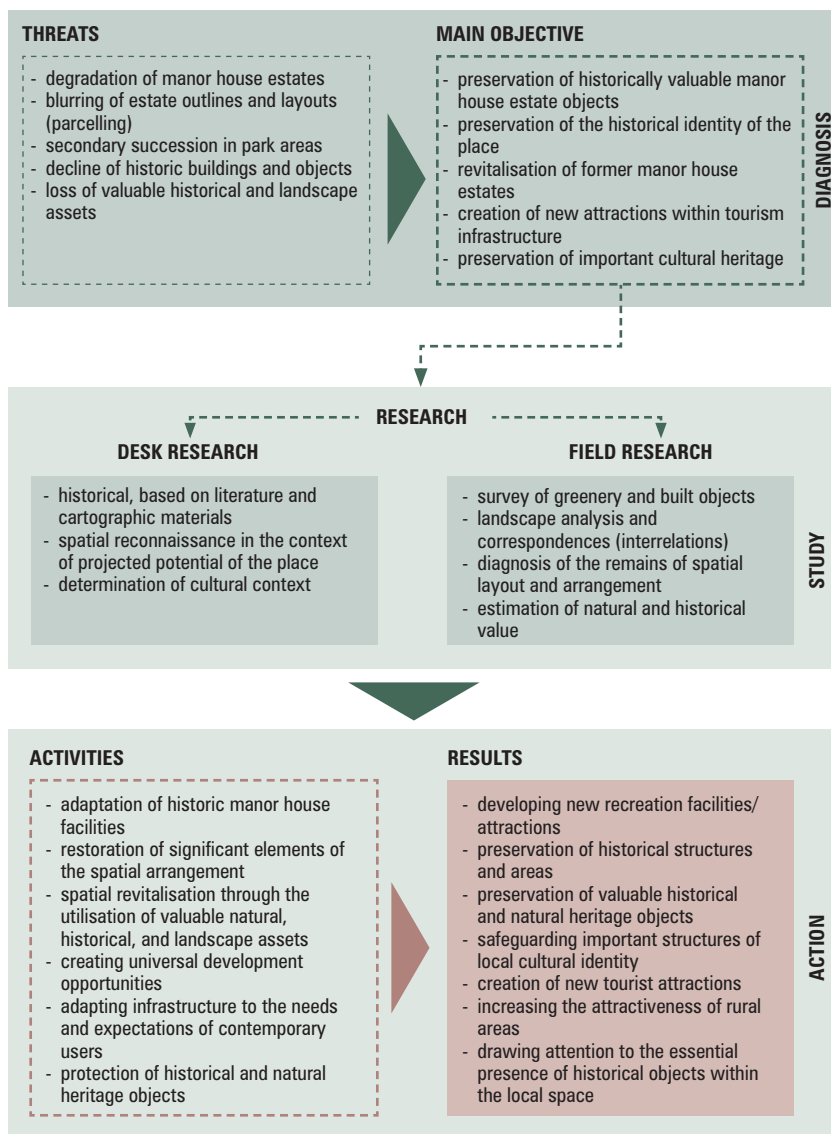 THREATS
- degradation of manor house estates
- blurring of estate outlines and layouts
(parcelling)
- secondary succession in park areas
- decline of historic buildings and objects
- loss of valuable historical and landscape
assets
MAIN OBJECTIVE
- preservation of historically valuable manor
house estate objects
- preservation of the historical identity of the
place
- revitalisation of former manor house
estates
- creation of new attractions within tourism
infrastructure
- preservation of important cultural heritage
DIAGNOSIS
RESEARCH
DESK RESEARCH
- historical, based on literature and
cartographic materials
- spatial reconnaissance in the context
of projected potential of the place
- determination of cultural context
FIELD RESEARCH
- survey of greenery and built objects
- landscape analysis and
correspondences (interrelations)
- diagnosis of the remains of spatial
layout and arrangement
- estimation of natural and historical
value
STUDY
ACTIVITIES
- adaptation of historic manor house
facilities
- restoration of significant elements of
the spatial arrangement
- spatial revitalisation through the
utilisation of valuable natural,
historical, and landscape assets
- creating universal development
opportunities
- adapting infrastructure to the needs
and expectations of contemporary
users
- protection of historical and natural
heritage objects
RESULTS
- developing new recreation facilities/
attractions
- preservation of historical structures
and areas
- preservation of valuable historical
and natural heritage objects
- safeguarding important structures of
local cultural identity
- creation of new tourist attractions
- increasing the attractiveness of rural
areas
- drawing attention to the essential
presence of historical objects within
the local space
ACTION